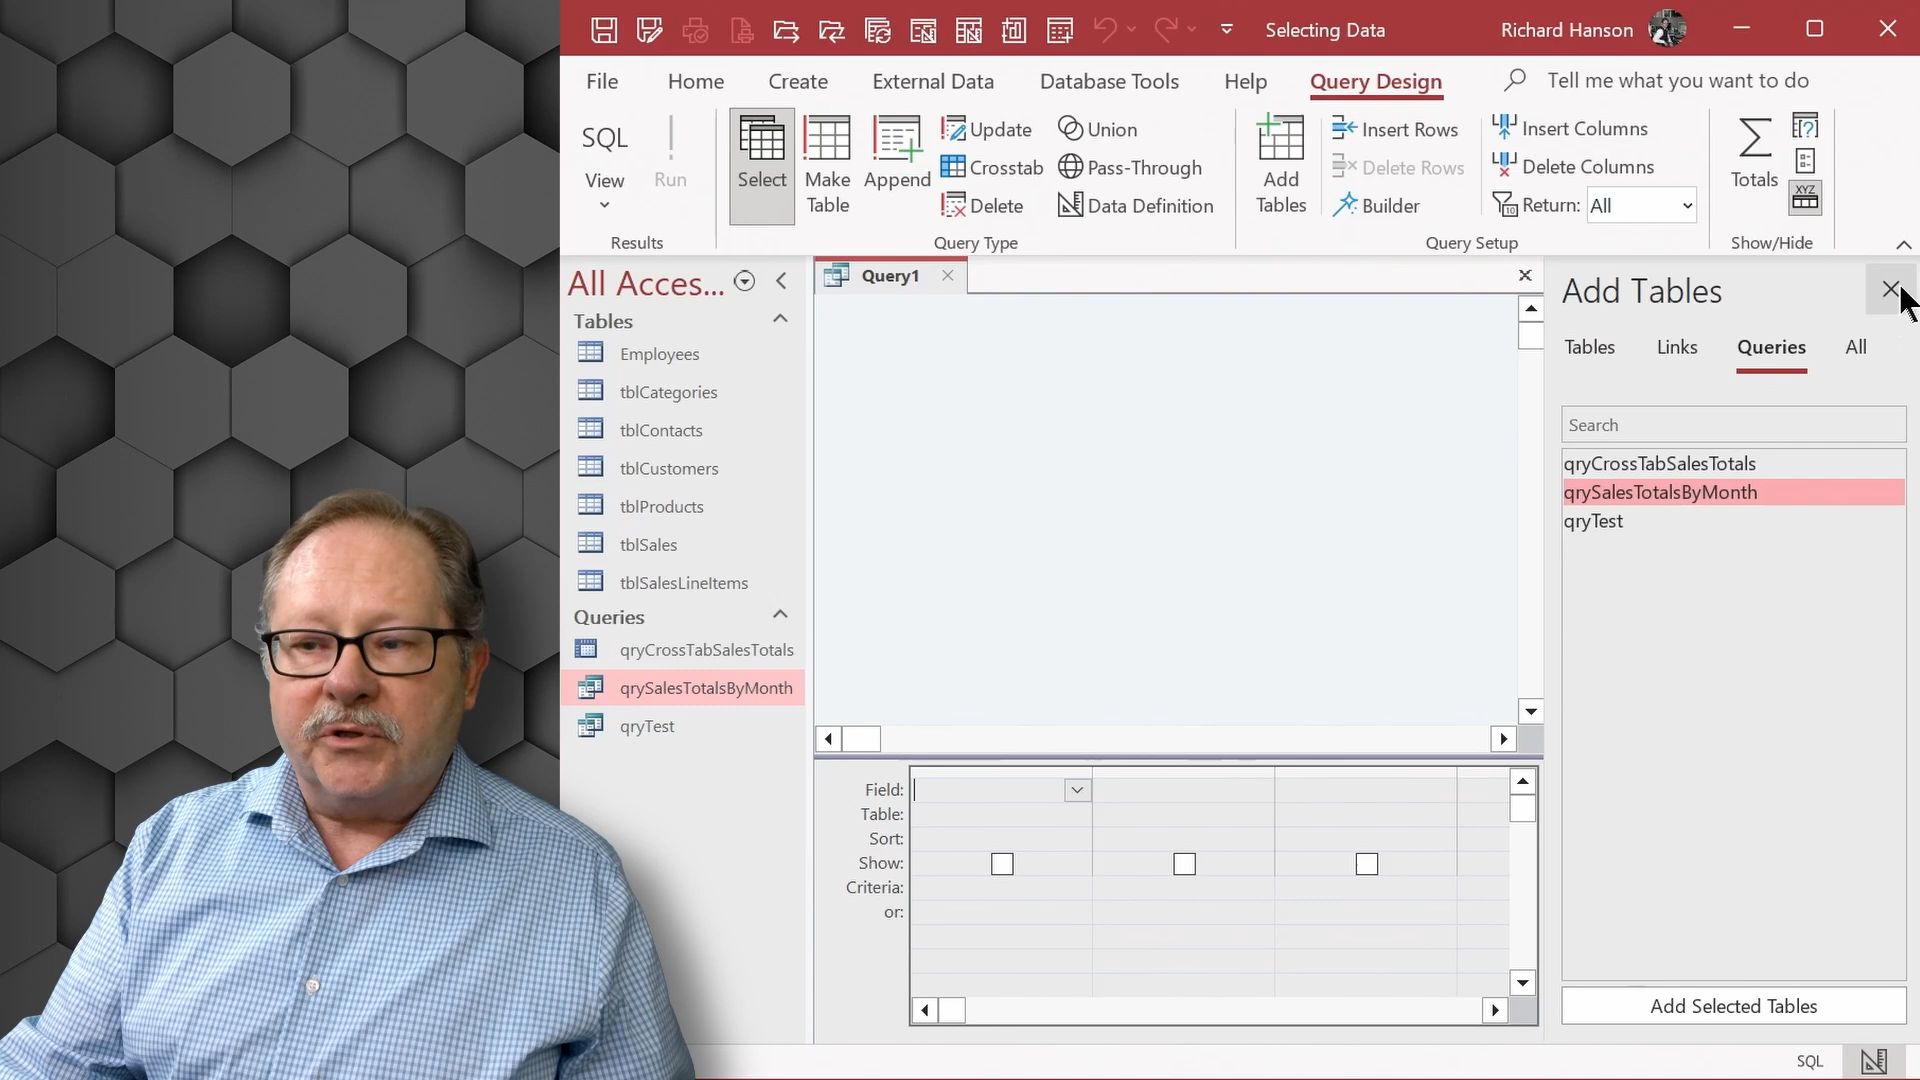 Selecting Data
Richard Hanson
File Home Create External Data Database Tools Help Query Design Tell me what you want to do
SQL
View
Run
Results
Select
Make
Table
Append
Update
Crosstab
Delete
Union
Pass-Through
Data Definition
Query Type
Add
Tables
Insert Rows
Delete Rows
Builder
Insert Columns
Delete Columns
Return: All
Query Setup
Totals
XYZ
Show/Hide
All Acces...
Tables
Employees
tblCategories
tblContacts
tblCustomers
tblProducts
tblSales
tblSalesLineItems
Queries
qryCrossTabSalesTotals
qrySalesTotalsByMonth
qryTest
Query1
Field:
Table:
Sort:
Show:
Criteria:
or:
Add Tables
Tables Links Queries All
Search
qryCrossTabSalesTotals
qrySalesTotalsByMonth
qryTest
Add Selected Tables
SQL